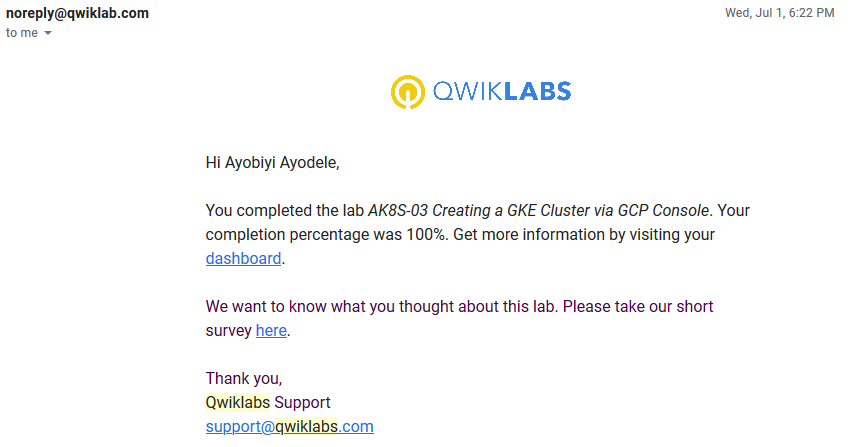 noreply@qwiklab.com
Wed, Jul 1, 6:22 PM
to me
QWIKLABS
Hi Ayobiyi Ayodele,
You completed the lab AK8S-03 Creating a GKE Cluster via GCP Console. Your
completion percentage was 100%. Get more information by visiting your
dashboard.
We want to know what you thought about this lab. Please take our short
survey here.
Thank you,
Qwiklabs Support
support@qwiklabs.com